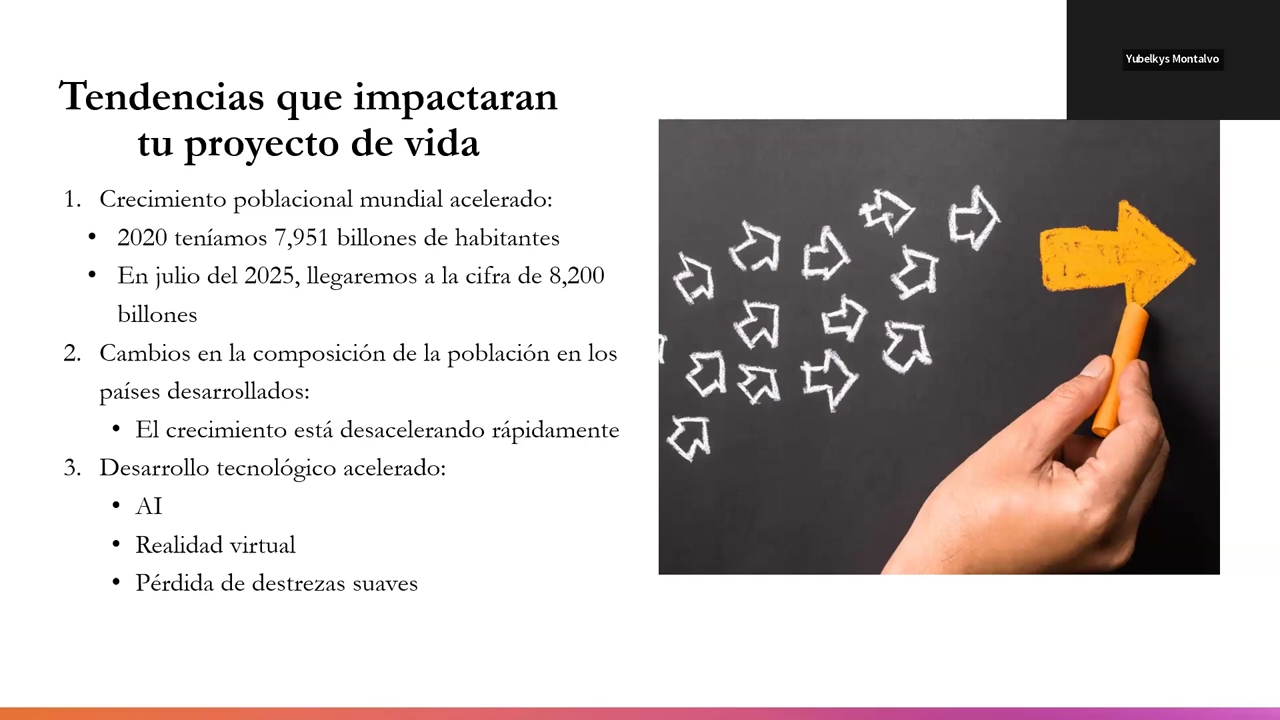 Yubelkys Montalvo
Tendencias que impactaran
tu proyecto de vida
1. Crecimiento poblacional mundial acelerado:
• 2020 teníamos 7,951 billones de habitantes
• En julio del 2025, llegaremos a la cifra de 8,200
billones
2. Cambios en la composición de la población en los
países desarrollados:
• El crecimiento está desacelerando rápidamente
3. Desarrollo tecnológico acelerado:
• AI
• Realidad virtual
• Pérdida de destrezas suaves